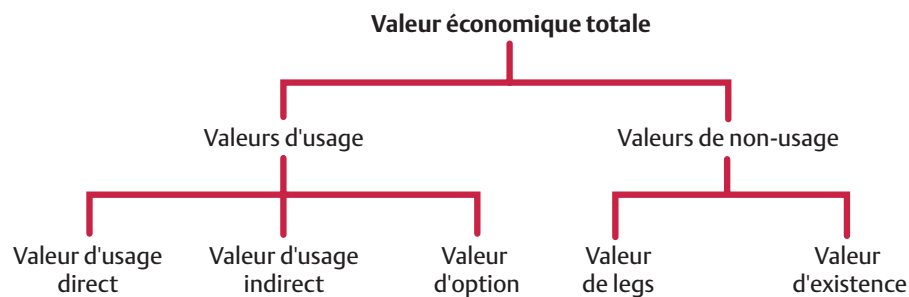 Valeur économique totale
Valeurs d'usage
Valeurs de non-usage
Valeur d'usage
direct
Valeur d'usage
indirect
Valeur
d'option
Valeur
de legs
Valeur
d'existence